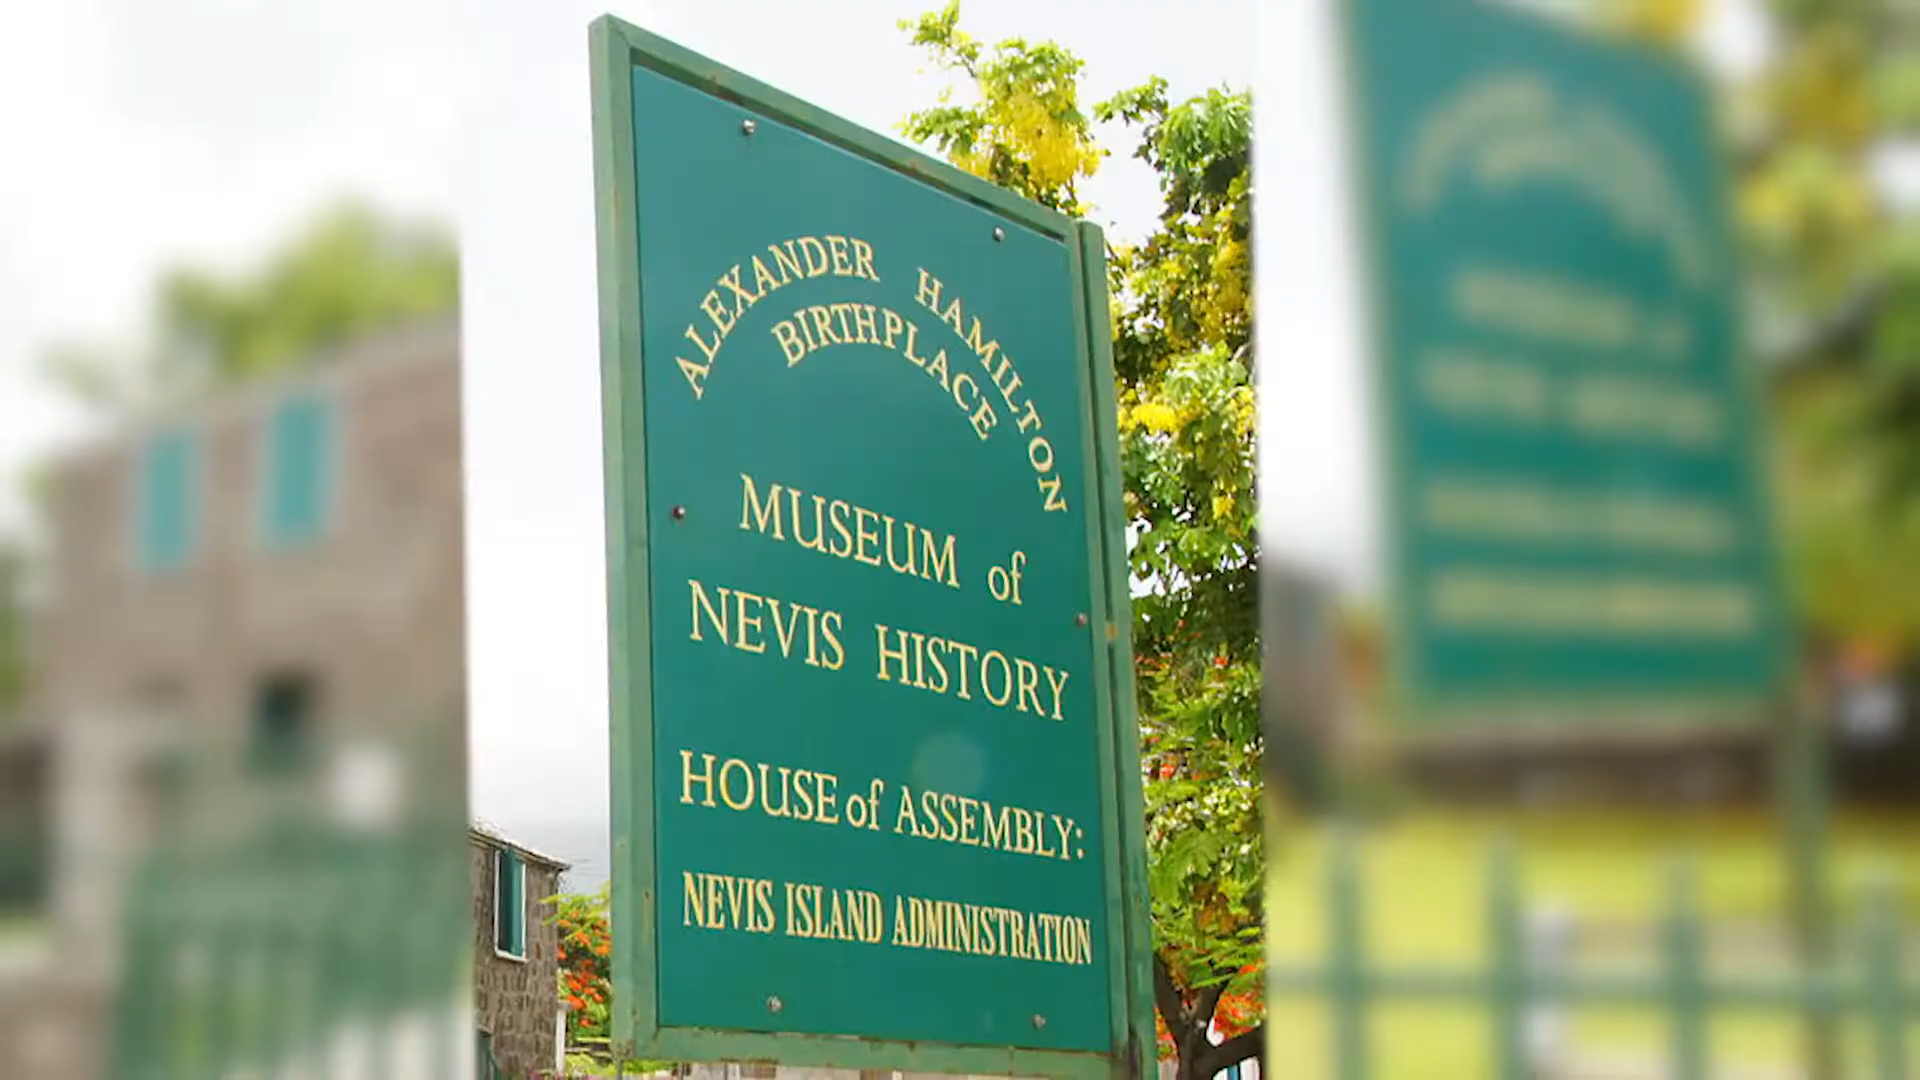 ALEXANDER HAMILTON
BIRTHPLACE
MUSEUM of
NEVIS HISTORY
HOUSE of ASSEMBLY:
NEVIS ISLAND ADMINISTRATION